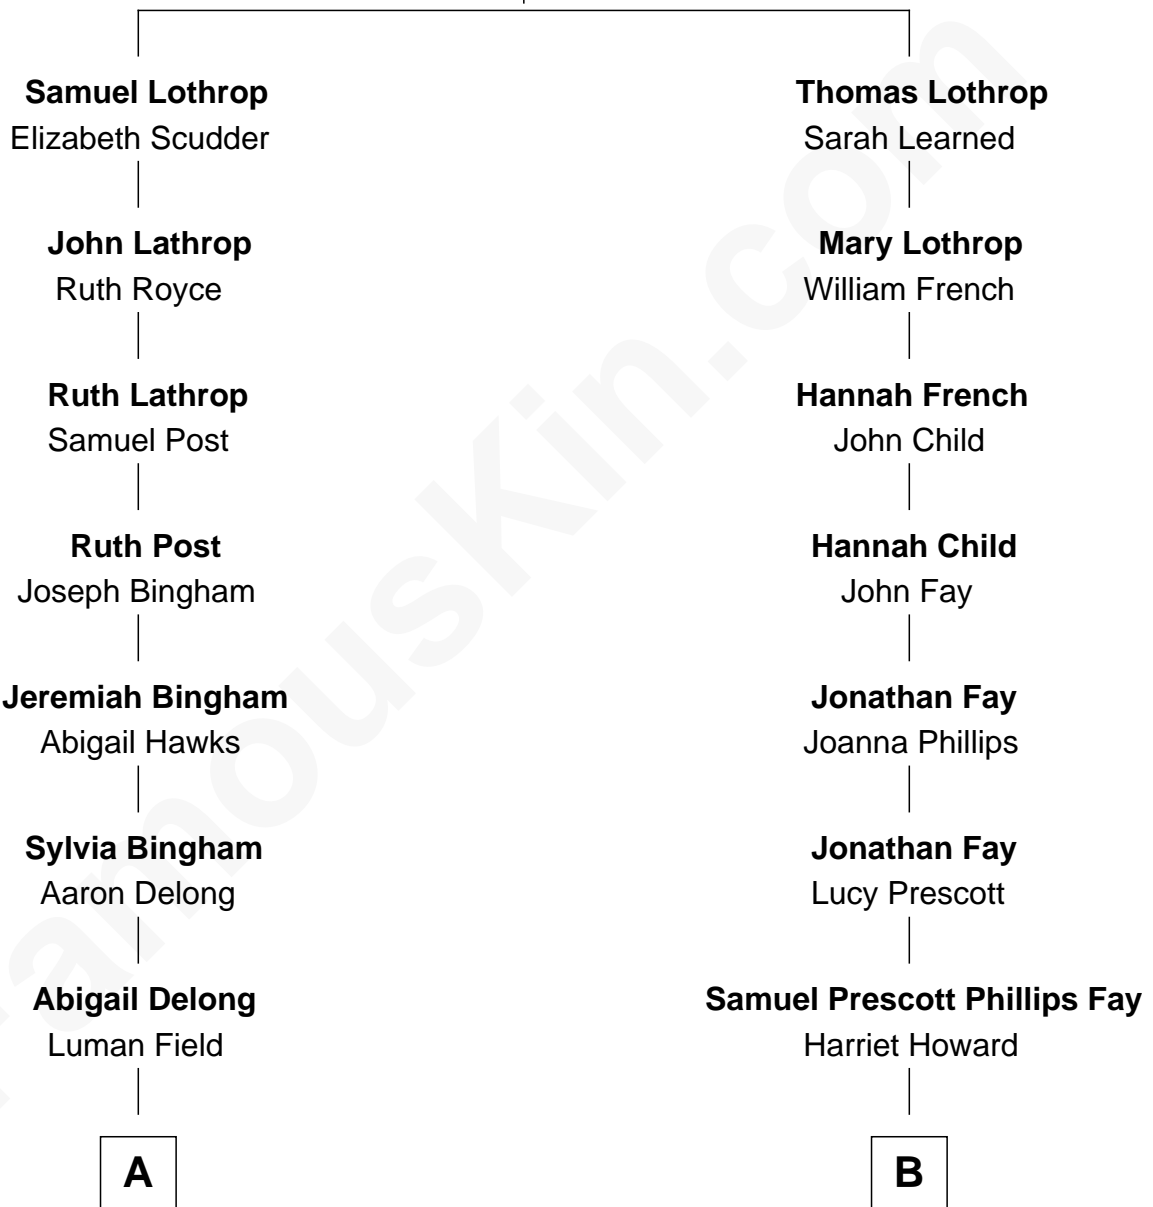 Samuel Lothrop
Elizabeth Scudder
John Lathrop
Ruth Royce
Ruth Lathrop
Samuel Post
Ruth Post
Joseph Bingham
Jeremiah Bingham
Abigail Hawks
Sylvia Bingham
Aaron Delong
Abigail Delong
Luman Field
A
Thomas Lothrop
Sarah Learned
Mary Lothrop
William French
Hannah French
John Child
Hannah Child
John Fay
Jonathan Fay
Joanna Phillips
Jonathan Fay
Lucy Prescott
Samuel Prescott Phillips Fay
Harriet Howard
B
FamousKin.com